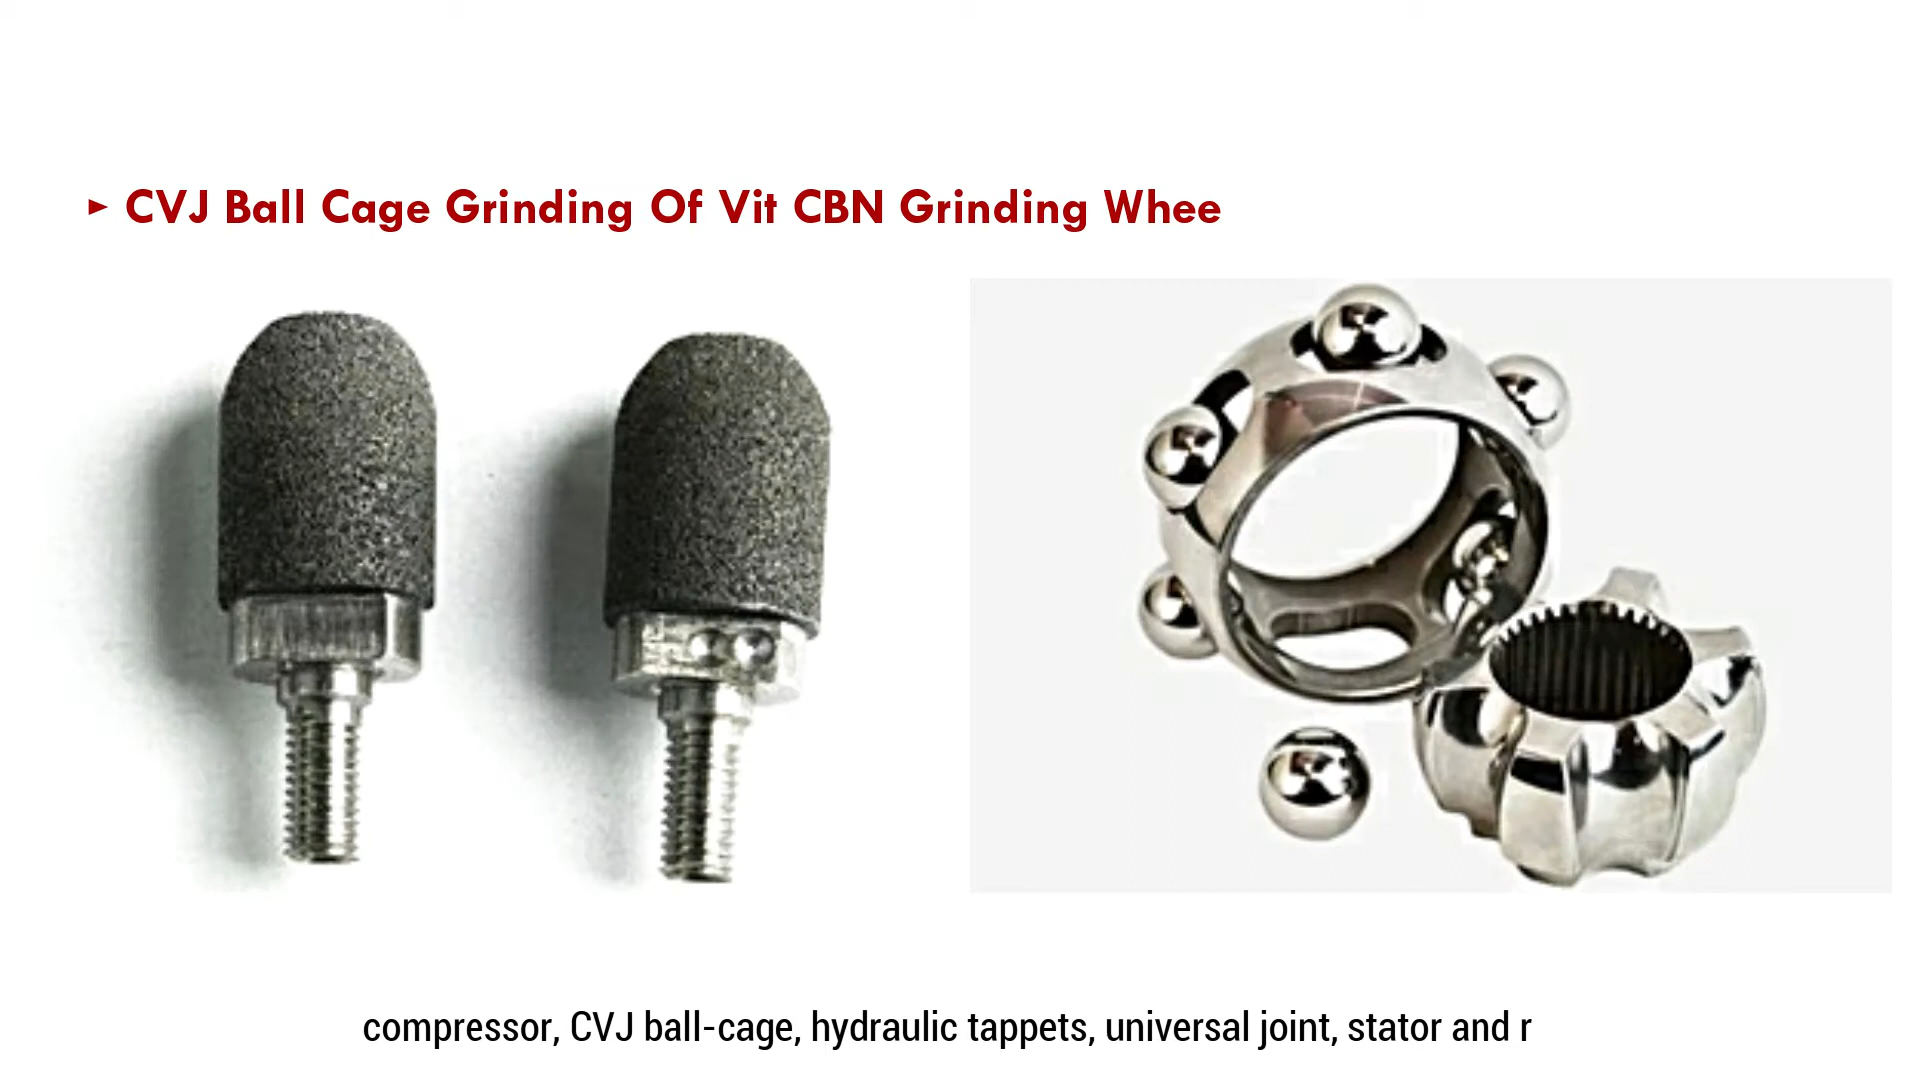 ► CVJ Ball Cage Grinding Of Vit CBN Grinding Whee
compressor, CVJ ball-cage, hydraulic tappets, universal joint, stator and r